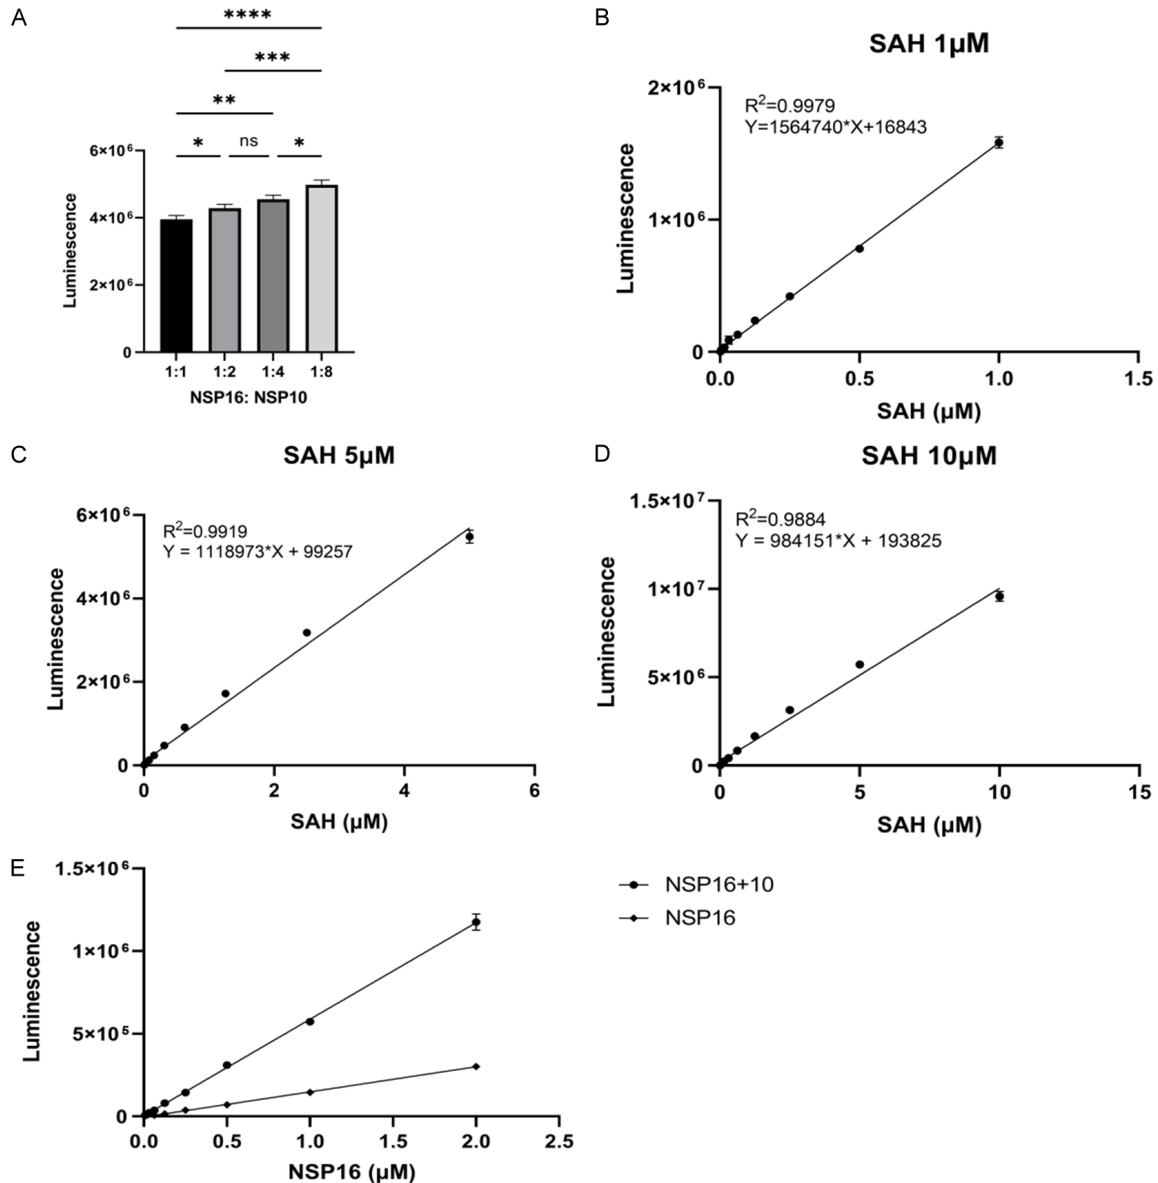 A
****
***
**
* ns *
6×10⁶
4×10⁶
2×10⁶
0
Luminescence
1:1 1:2 1:4 1:8
NSP16: NSP10
B
SAH 1µM
R²=0.9979
Y=1564740*X+16843
2×10⁶
1×10⁶
0
Luminescence
0.0 0.5 1.0 1.5
SAH (µM)
C
SAH 5µM
R²=0.9919
Y = 1118973*X + 99257
6×10⁶
4×10⁶
2×10⁶
0
Luminescence
0 2 4 6
SAH (µM)
D
SAH 10µM
R²=0.9884
Y = 984151*X + 193825
1.5×10⁷
1×10⁷
5×10⁶
0
Luminescence
0 5 10 15
SAH (µM)
E
1.5×10⁶
1×10⁶
5×10⁵
0
Luminescence
0.0 0.5 1.0 1.5 2.0 2.5
NSP16 (µM)
NSP16+10
NSP16